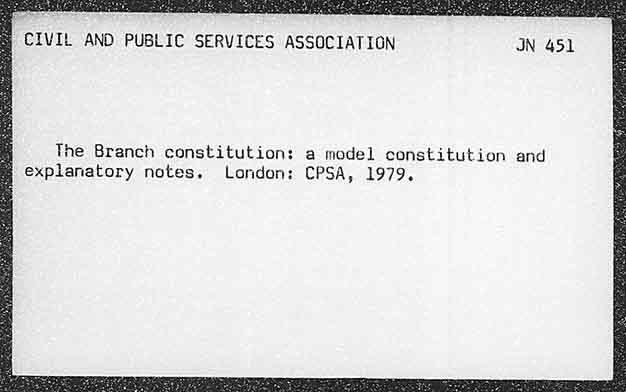 CIVIL AND PUBLIC SERVICES ASSOCIATION JN 451
The Branch constitution: a model constitution and
explanatory notes. London: CPSA, 1979.